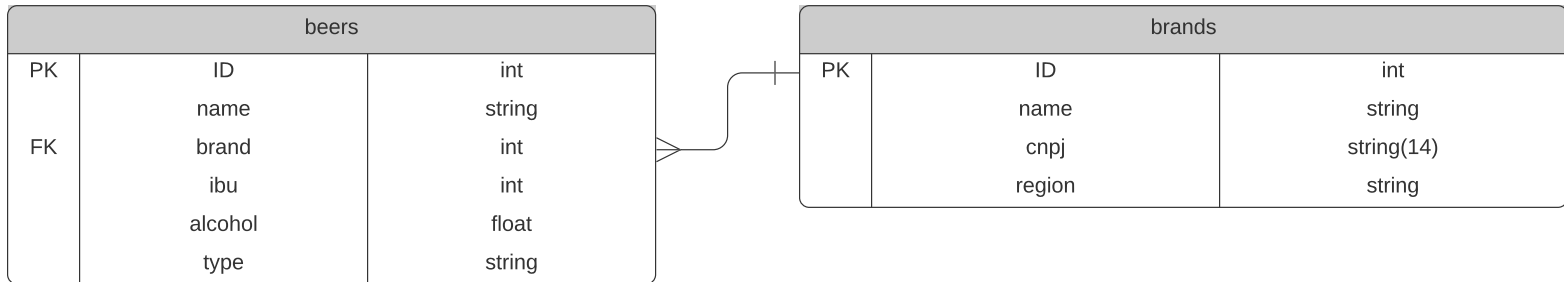 beers
PK ID int
name string
FK brand int
ibu int
alcohol float
type string
brands
PK ID int
name string
cnpj string(14)
region string